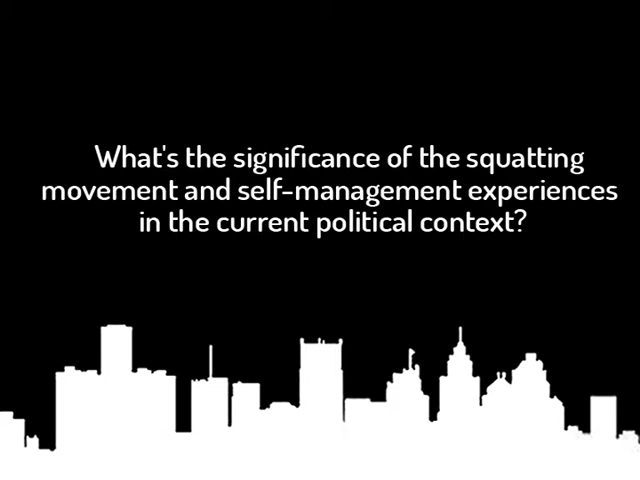 What's the significance of the squatting
movement and self-management experiences
in the current political context?